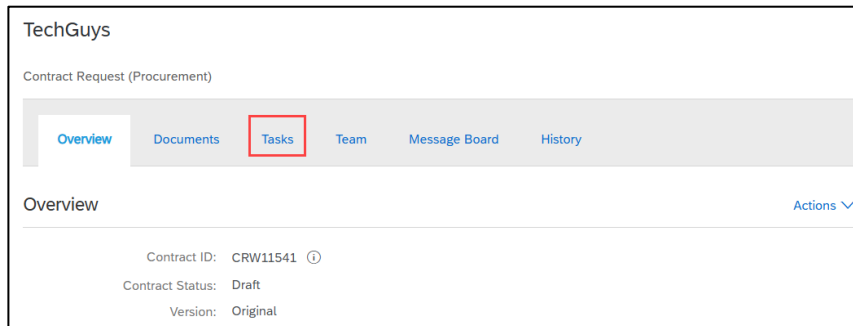 TechGuys
Contract Request (Procurement)
Overview Documents Tasks Team Message Board History
Overview Actions
Contract ID: CRW11541
Contract Status: Draft
Version: Original